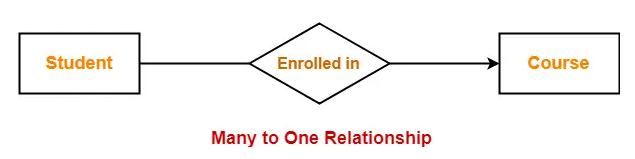 Student Enrolled in Course
Many to One Relationship